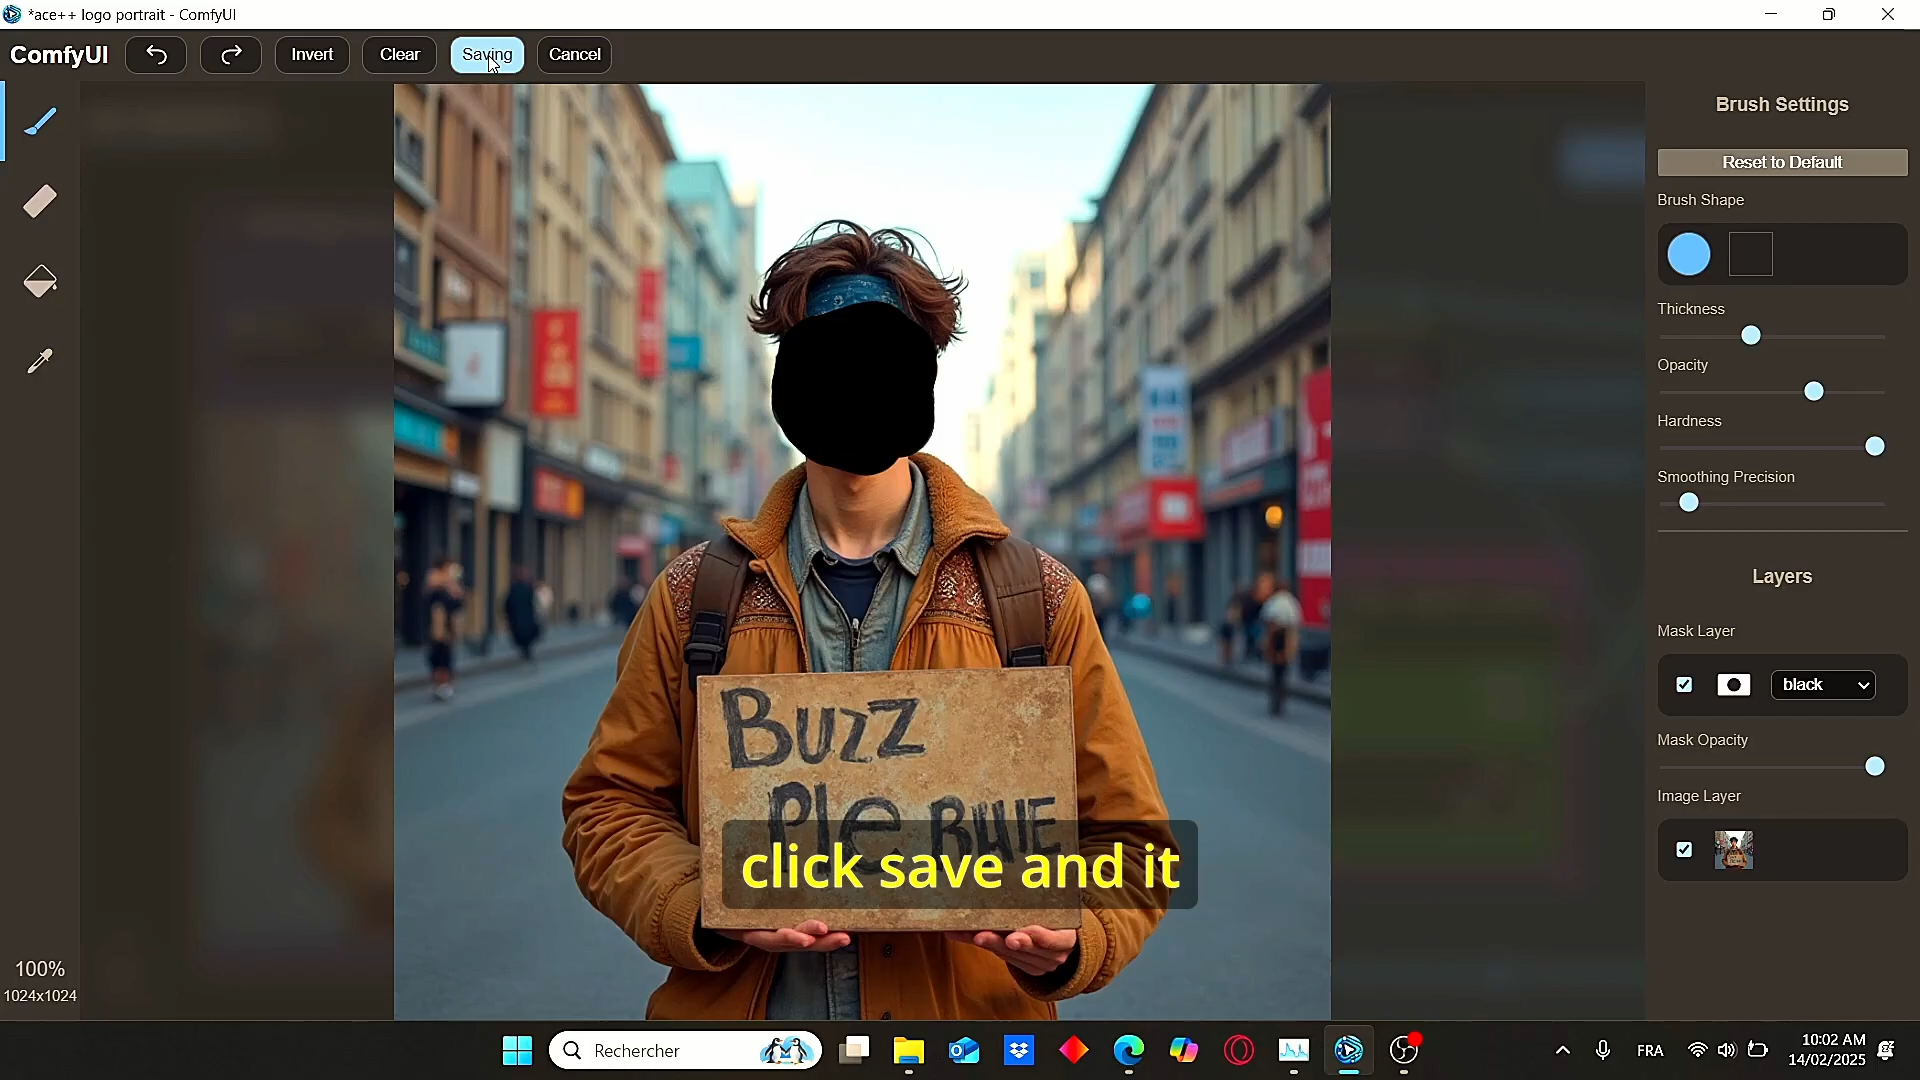 *ace++ logo portrait - ComfyUI
ComfyUI
Invert
Clear
Saving
Cancel
Brush Settings
Reset to Default
Brush Shape
Thickness
Opacity
Hardness
Smoothing Precision
Layers
Mask Layer
black
Mask Opacity
Image Layer
BuzZ
click save and it
100%
1024x1024
Rechercher
FRA
10:02 AM
14/02/2025